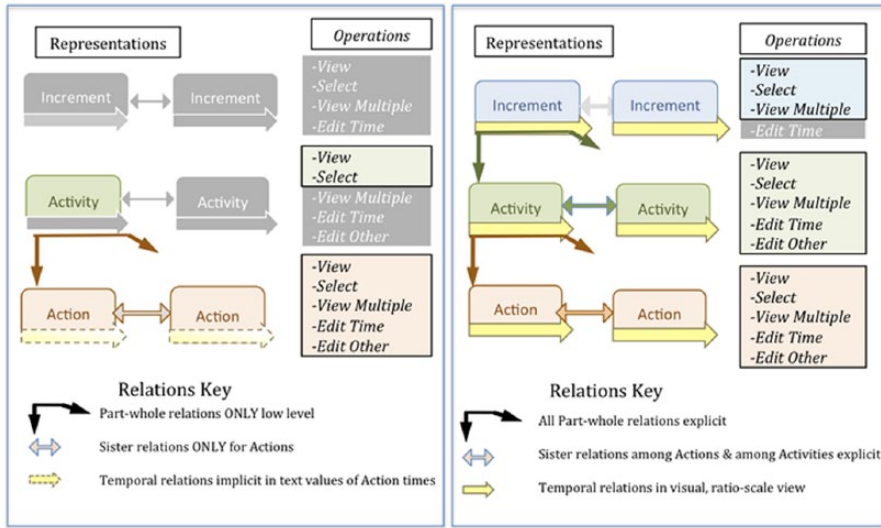 Representations
Operations
Increment
Increment
-View
-Select
-View Multiple
-Edit Time
Activity
Activity
-View
-Select
-View Multiple
-Edit Time
-Edit Other
Action
Action
-View
-Select
-View Multiple
-Edit Time
-Edit Other
Relations Key
Part-whole relations ONLY low level
Sister relations ONLY for Actions
Temporal relations implicit in text values of Action times
Representations
Operations
Increment
Increment
-View
-Select
-View Multiple
-Edit Time
Activity
Activity
-View
-Select
-View Multiple
-Edit Time
-Edit Other
Action
Action
-View
-Select
-View Multiple
-Edit Time
-Edit Other
Relations Key
All Part-whole relations explicit
Sister relations among Actions & among Activities explicit
Temporal relations in visual, ratio-scale view